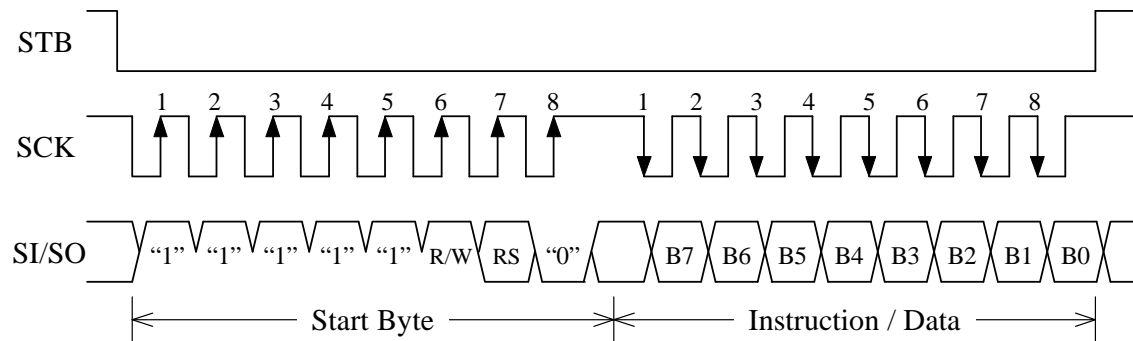 STB
1 2 3 4 5 6 7 8 1 2 3 4 5 6 7 8
SCK
SI/SO “1” “1” “1” “1” “1” R/W RS “0” B7 B6 B5 B4 B3 B2 B1 B0
Start Byte Instruction / Data